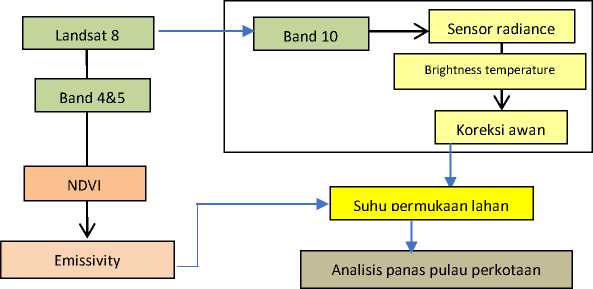 Landsat 8
Band 10
Sensor radiance
Brightness temperature
Koreksi awan
Band 4&5
NDVI
Emissivity
Suhu permukaan lahan
Analisis panas pulau perkotaan